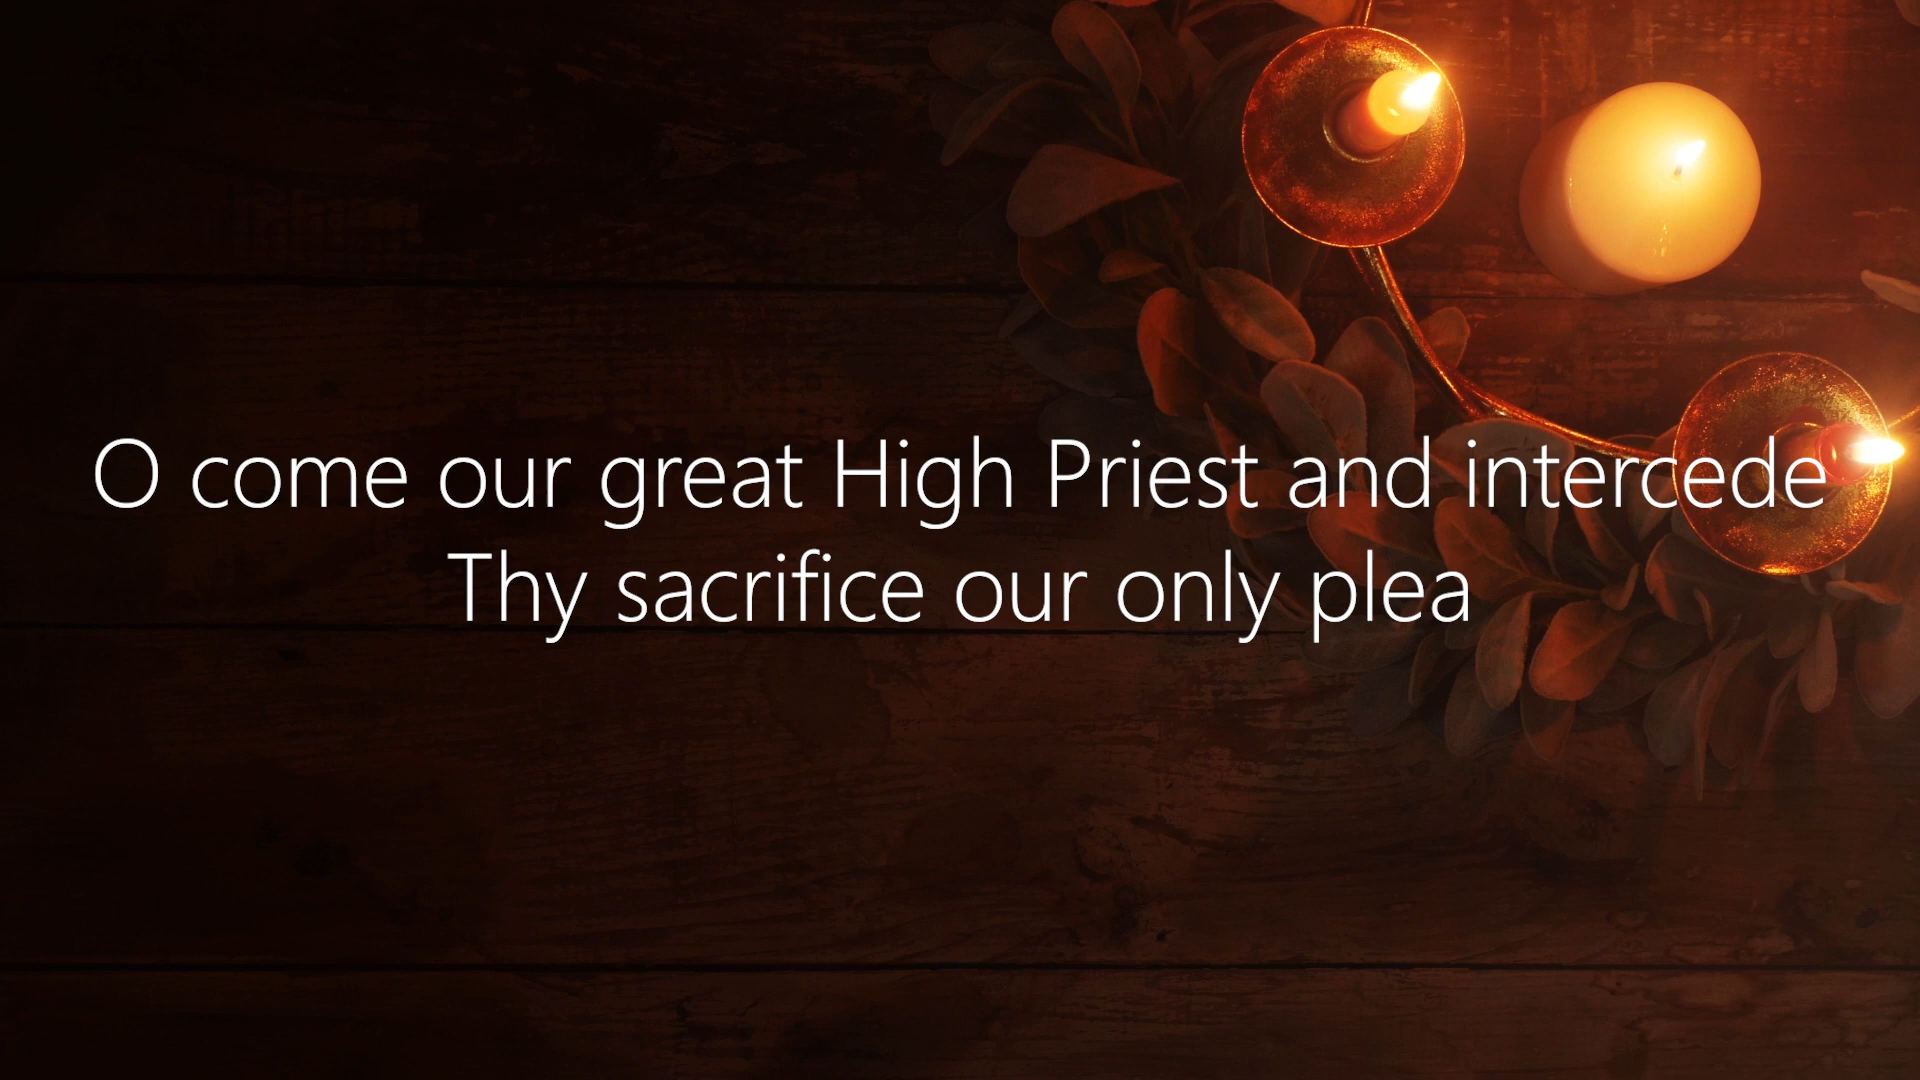 O come our great High Priest and intercede
Thy sacrifice our only plea